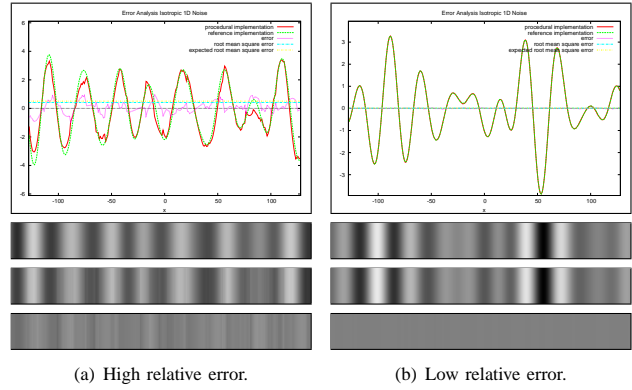 Error Analysis Isotropic 1D Noise
procedural implementation
reference implementation
error
root mean square error
expected root mean square error
6
4
2
0
-2
-4
-6
-100
-50
0
50
100
x
Error Analysis Isotropic 1D Noise
procedural implementation
reference implementation
error
root mean square error
expected root mean square error
3
2
1
0
-1
-2
-3
-100
-50
0
50
100
x
(a) High relative error.
(b) Low relative error.